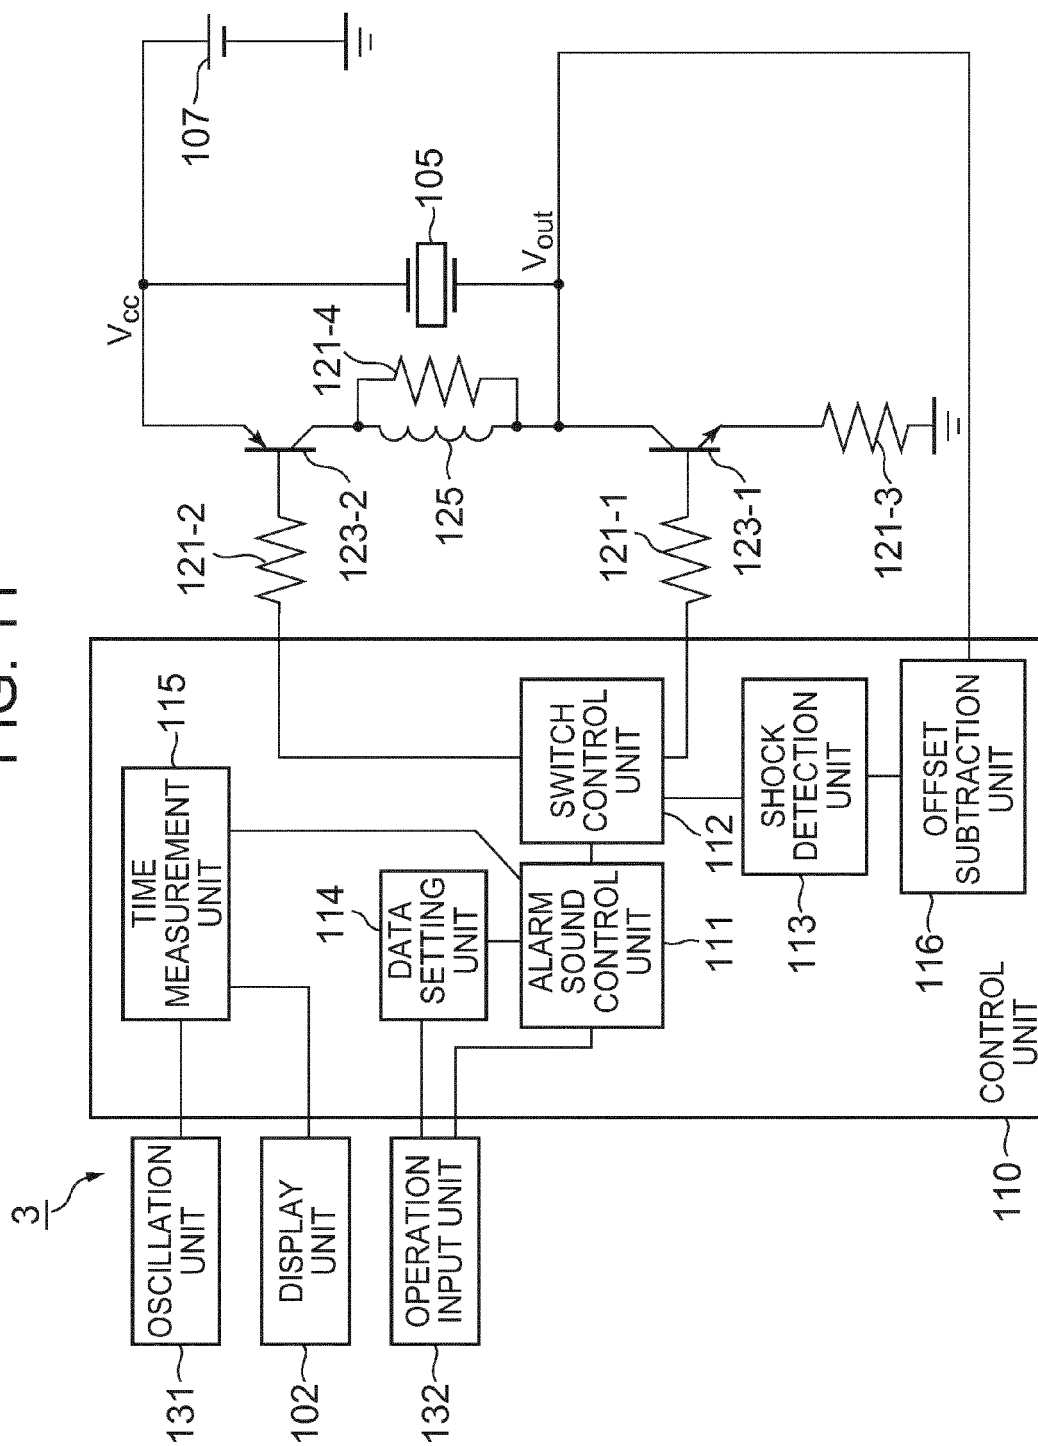 FIG. 11
3
OSCILLATION
UNIT
131
DISPLAY
UNIT
102
OPERATION
INPUT UNIT
132
TIME
MEASUREMENT
UNIT
115
DATA
SETTING
UNIT
114
ALARM
SOUND
CONTROL
UNIT
111
SWITCH
CONTROL
UNIT
112
SHOCK
DETECTION
UNIT
113
OFFSET
SUBTRACTION
UNIT
116
CONTROL
UNIT
110
121-2
123-2
125
121-4
121-1
123-1
121-3
Vcc
Vout
105
107